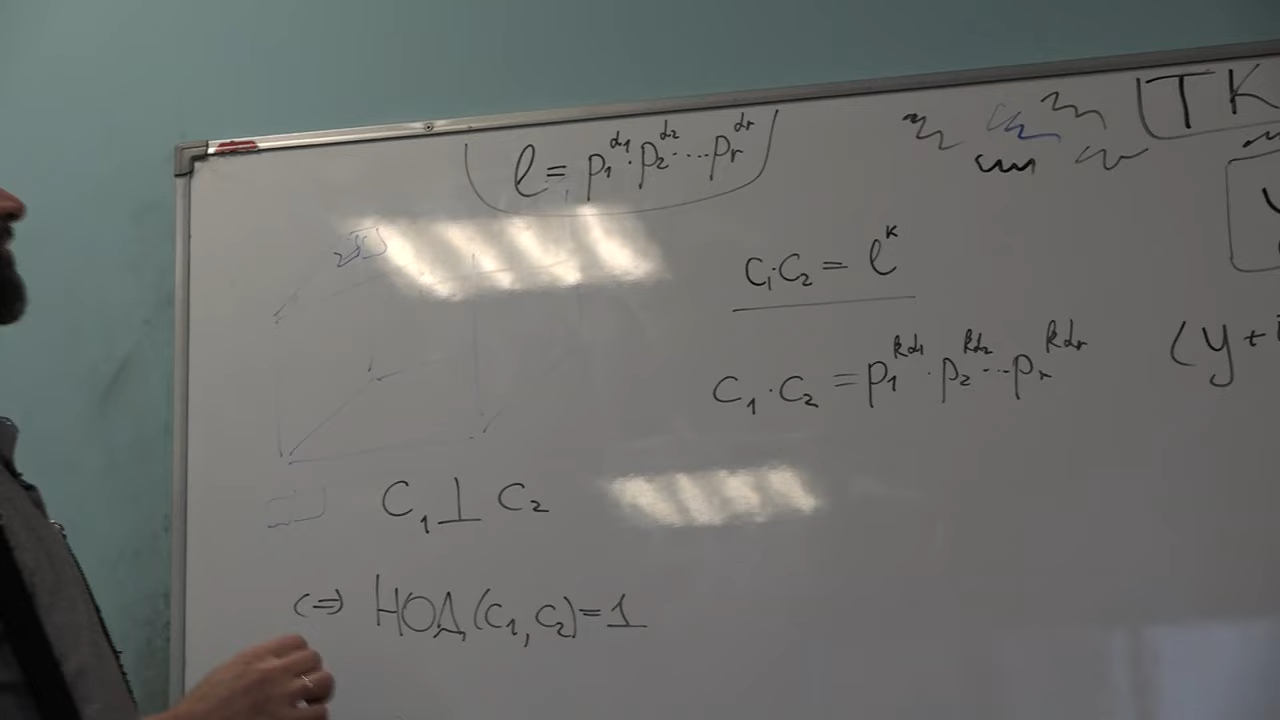 ℓ = p₁^α₁ · p₂^α₂ · … · pᵣ^αᵣ
TK
C₁·C₂ = ℓ^к
C₁·C₂ = p₁^kα₁ · p₂^kα₂ … pᵣ^kαᵣ
(y+
C₁ ⊥ C₂
⇔ НОД(C₁, C₂) = 1